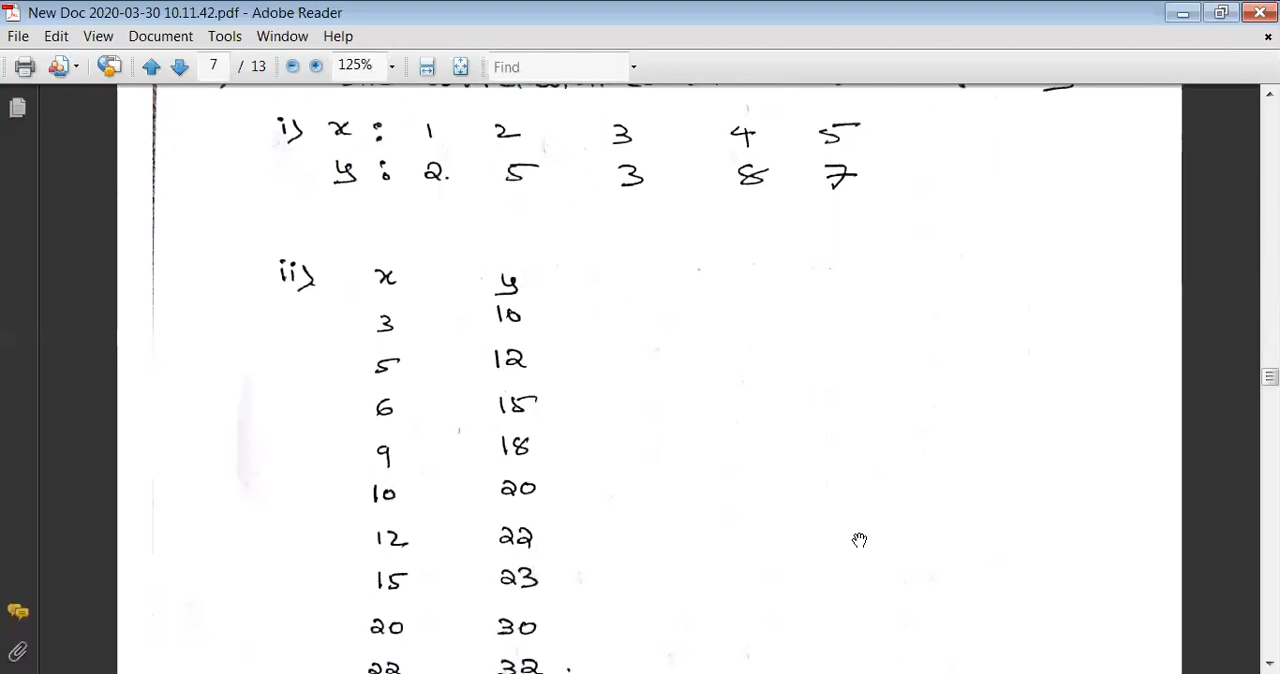 New Doc 2020-03-30 10.11.42.pdf - Adobe Reader
File Edit View Document Tools Window Help
7 / 13 125% Find
i) x : 1 2 3 4 5
y : 2. 5 3 8 7
ii) x y
3 10
5 12
6 15
9 18
10 20
12 22
15 23
20 30
22 32 .